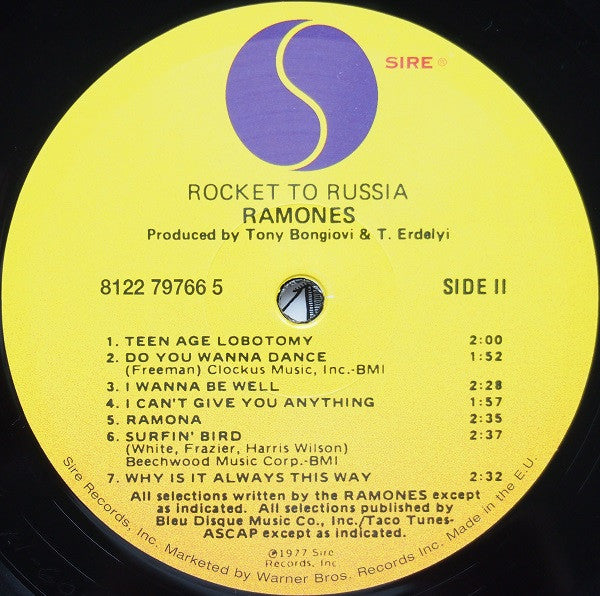 SIRE ®
ROCKET TO RUSSIA
RAMONES
Produced by Tony Bongiovi & T. Erdelyi
8122 79766 5 SIDE II
1. TEEN AGE LOBOTOMY 2:00
2. DO YOU WANNA DANCE 1:52
(Freeman) Clockus Music, Inc.-BMI
3. I WANNA BE WELL 2:28
4. I CAN'T GIVE YOU ANYTHING 1:57
5. RAMONA 2:35
6. SURFIN' BIRD 2:37
(White, Frazier, Harris Wilson)
Beechwood Music Corp.-BMI
7. WHY IS IT ALWAYS THIS WAY 2:32
All selections written by the RAMONES except
as indicated. All selections published by
Bleu Disque Music Co., Inc./Taco Tunes-
ASCAP except as indicated.
℗1977 Sire
Records, Inc
Sire Records, Inc. Marketed by Warner Bros. Records Inc. Made in the E.U.